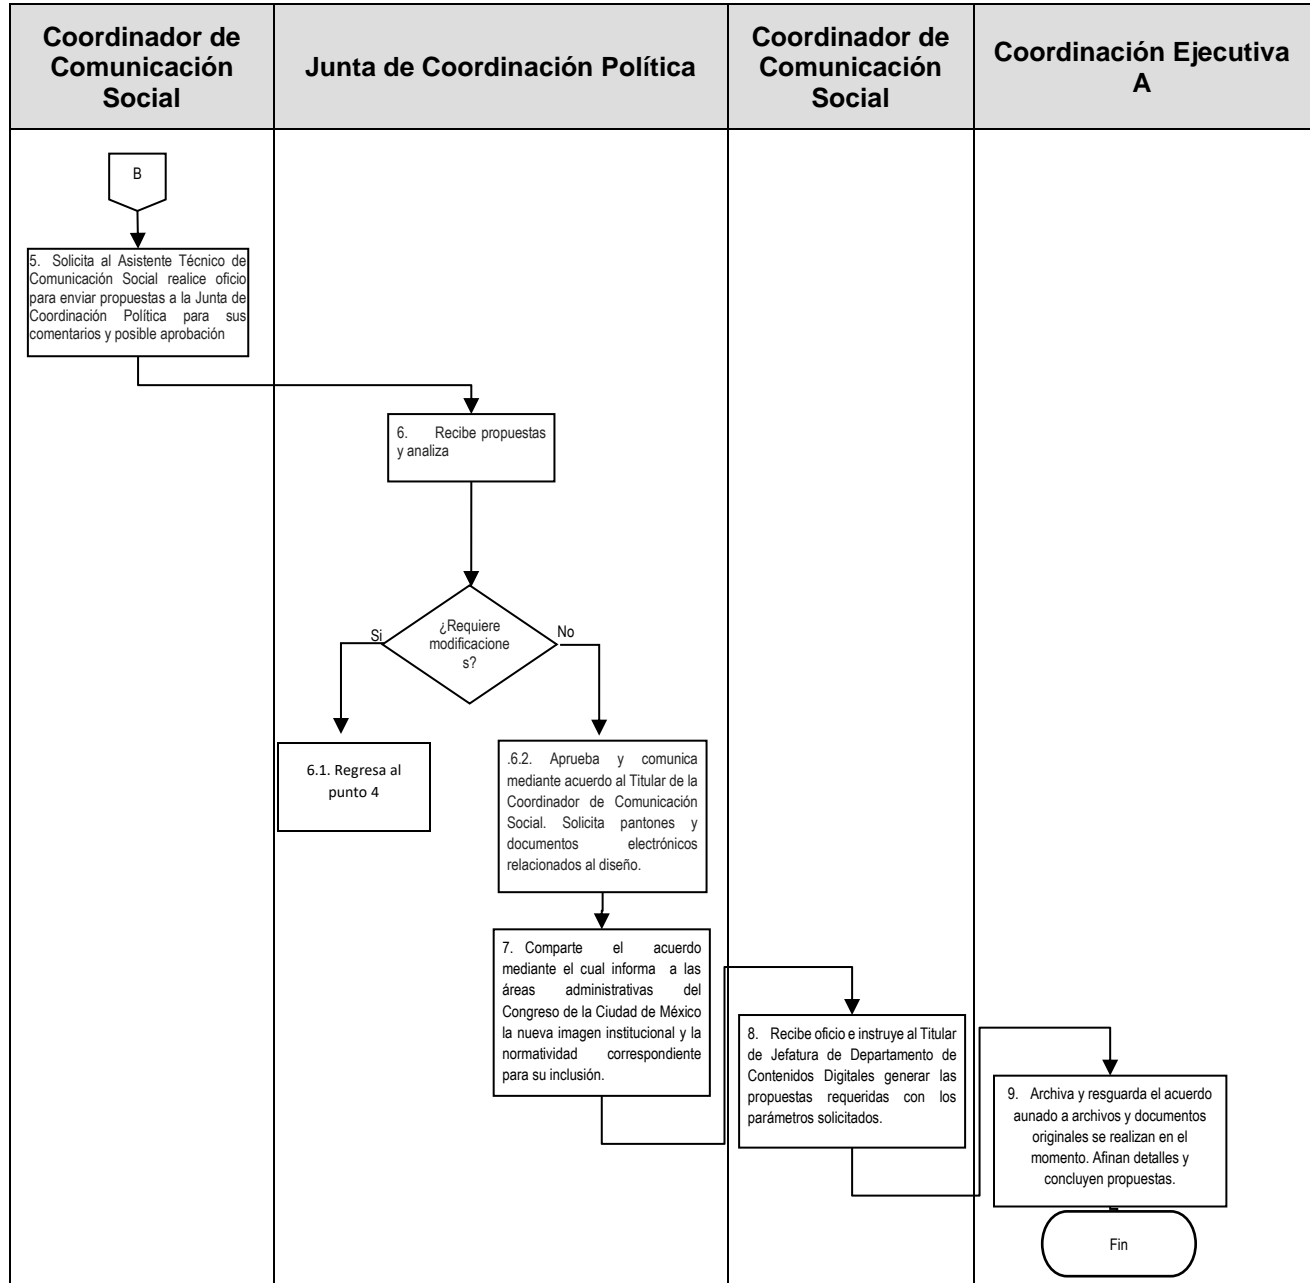 Coordinador de
Comunicación
Social
Junta de Coordinación Política
Coordinador de
Comunicación
Social
Coordinación Ejecutiva
A
B
5. Solicita al Asistente Técnico de
Comunicación Social realice oficio
para enviar propuestas a la Junta de
Coordinación Política para sus
comentarios y posible aprobación
6. Recibe propuestas
y analiza
¿Requiere
modificacione
s?
Si
No
6.1. Regresa al
punto 4
.6.2. Aprueba y comunica
mediante acuerdo al Titular de la
Coordinador de Comunicación
Social. Solicita pantones y
documentos electrónicos
relacionados al diseño.
7. Comparte el acuerdo
mediante el cual informa a las
áreas administrativas del
Congreso de la Ciudad de México
la nueva imagen institucional y la
normatividad correspondiente
para su inclusión.
8. Recibe oficio e instruye al Titular
de Jefatura de Departamento de
Contenidos Digitales generar las
propuestas requeridas con los
parámetros solicitados.
9. Archiva y resguarda el acuerdo
aunado a archivos y documentos
originales se realizan en el
momento. Afinan detalles y
concluyen propuestas.
Fin